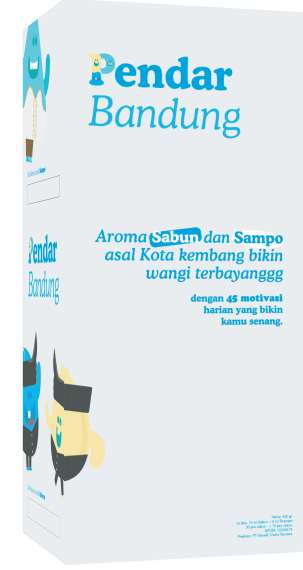 Pendar
Bandung
Aroma Sabun dan Sampo
asal Kota kembang bikin
wangi terbayanggg
dengan 45 motivasi
harian yang bikin
kamu senang.
Pendar
Bandung